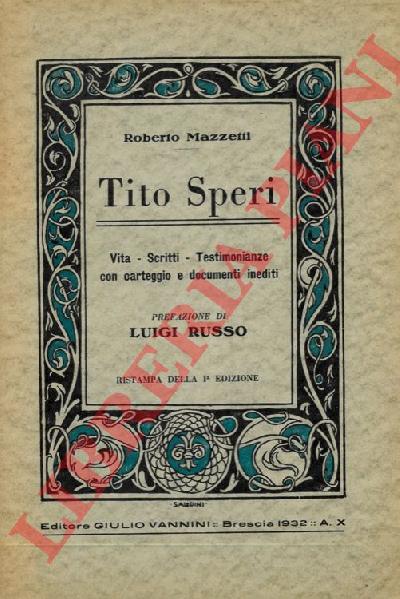 Roberto Mazzetti
Tito Speri
Vita - Scritti - Testimonianze
con carteggio e documenti inediti
PREFAZIONE DI
LUIGI RUSSO
RISTAMPA DELLA 1ª EDIZIONE
Editore GIULIO VANNINI :: Brescia 1932 :: A. X
LIBRERIA PIANI